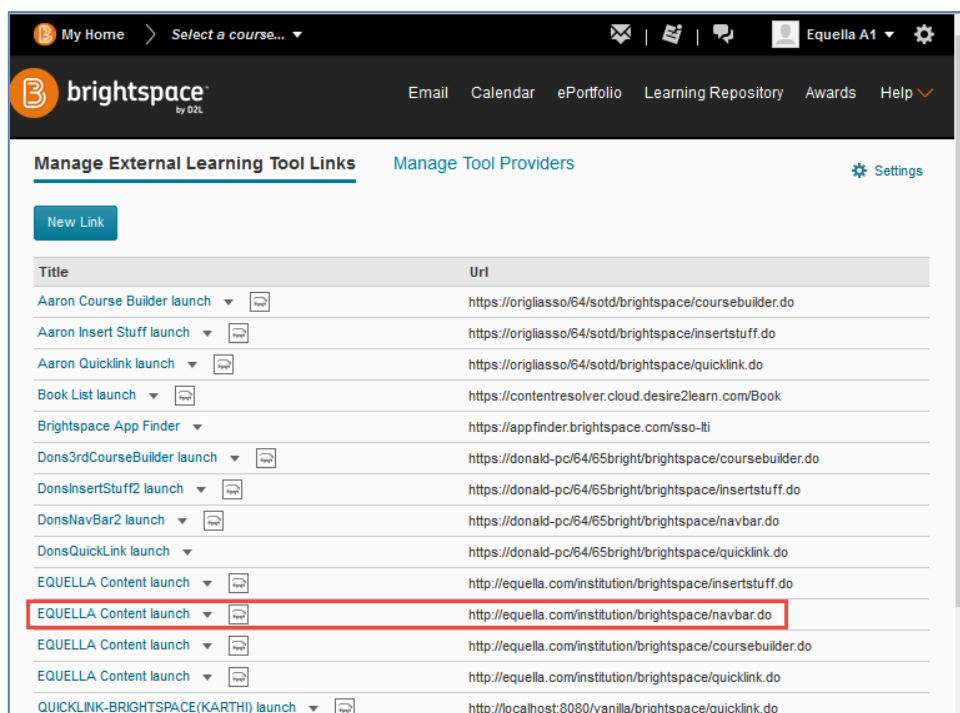 My Home Select a course... Equella A1
brightspace
by D2L
Email Calendar ePortfolio Learning Repository Awards Help
Manage External Learning Tool Links Manage Tool Providers Settings
New Link
Title Url
Aaron Course Builder launch https://origliasso/64/sotd/brightspace/coursebuilder.do
Aaron Insert Stuff launch https://origliasso/64/sotd/brightspace/insertstuff.do
Aaron Quicklink launch https://origliasso/64/sotd/brightspace/quicklink.do
Book List launch https://contentresolver.cloud.desire2learn.com/Book
Brightspace App Finder https://appfinder.brightspace.com/sso-lti
Dons3rdCourseBuilder launch https://donald-pc/64/65bright/brightspace/coursebuilder.do
DonsInsertStuff2 launch https://donald-pc/64/65bright/brightspace/insertstuff.do
DonsNavBar2 launch https://donald-pc/64/65bright/brightspace/navbar.do
DonsQuickLink launch https://donald-pc/64/65bright/brightspace/quicklink.do
EQUELLA Content launch http://equella.com/institution/brightspace/insertstuff.do
EQUELLA Content launch http://equella.com/institution/brightspace/navbar.do
EQUELLA Content launch http://equella.com/institution/brightspace/coursebuilder.do
EQUELLA Content launch http://equella.com/institution/brightspace/quicklink.do
QUICKLINK-BRIGHTSPACE(KARTHI) launch http://localhost:8080/vanilla/brightspace/quicklink.do